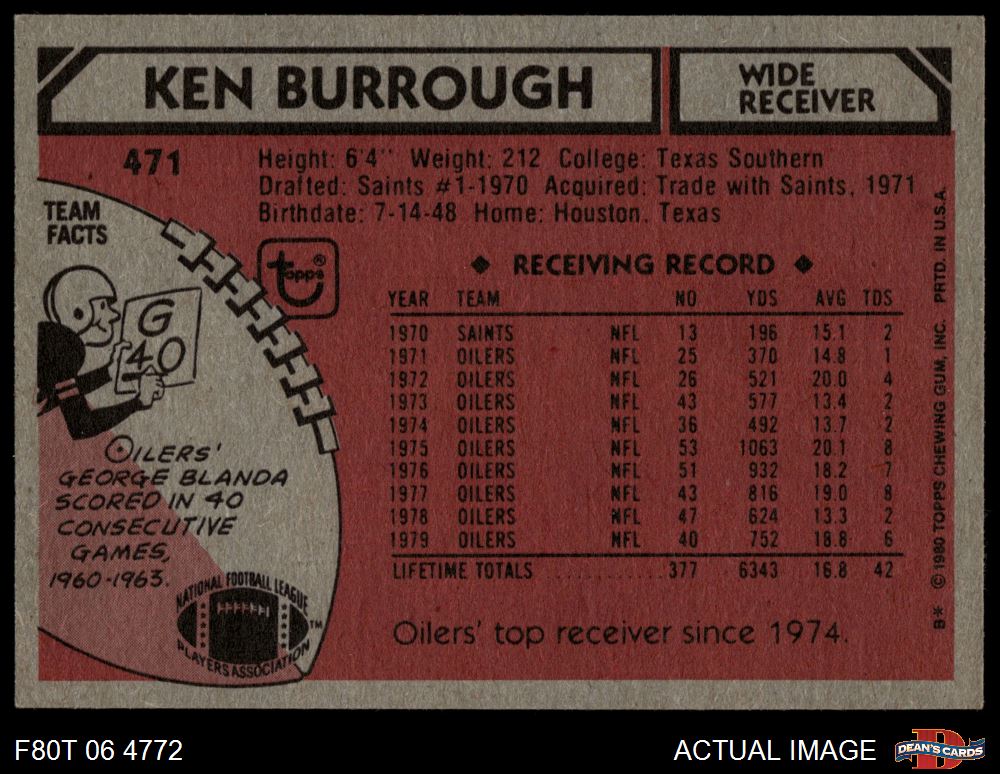 KEN BURROUGH
WIDE
RECEIVER
471
Height: 6'4" Weight: 212 College: Texas Southern
Drafted: Saints #1-1970 Acquired: Trade with Saints, 1971
Birthdate: 7-14-48 Home: Houston, Texas
TEAM
FACTS
G
40
topps®
OILERS'
GEORGE BLANDA
SCORED IN 40
CONSECUTIVE
GAMES,
1960-1963.
NATIONAL FOOTBALL LEAGUE
PLAYERS ASSOCIATION
TM
◆ RECEIVING RECORD ◆
YEAR TEAM NO YDS AVG TDS
1970 SAINTS NFL 13 196 15.1 2
1971 OILERS NFL 25 370 14.8 1
1972 OILERS NFL 26 521 20.0 4
1973 OILERS NFL 43 577 13.4 2
1974 OILERS NFL 36 492 13.7 2
1975 OILERS NFL 53 1063 20.1 8
1976 OILERS NFL 51 932 18.2 7
1977 OILERS NFL 43 816 19.0 8
1978 OILERS NFL 47 624 13.3 2
1979 OILERS NFL 40 752 18.8 6
LIFETIME TOTALS ............ 377 6343 16.8 42
Oilers' top receiver since 1974.
B* © 1980 TOPPS CHEWING GUM, INC. PRTD. IN U.S.A.
F80T 06 4772
ACTUAL IMAGE
D
DEAN'S CARDS